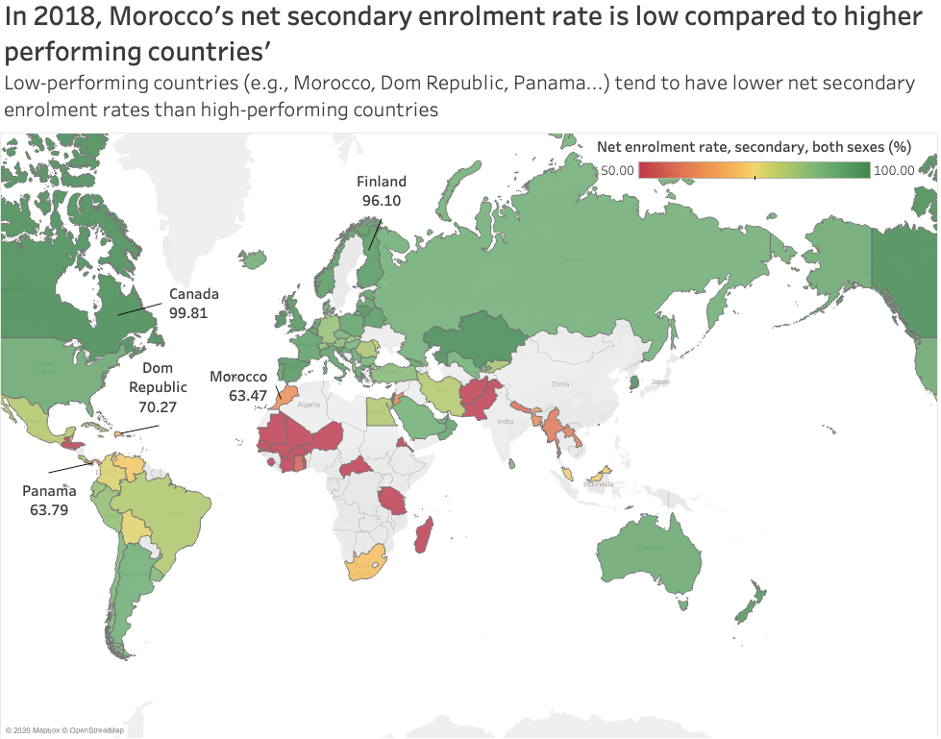 In 2018, Morocco's net secondary enrolment rate is low compared to higher
performing countries'
Low-performing countries (e.g., Morocco, Dom Republic, Panama...) tend to have lower net secondary
enrolment rates than high-performing countries
Net enrolment rate, secondary, both sexes (%)
50.00
100.00
Finland
96.10
Canada
99.81
Dom
Republic
70.27
Morocco
63.47
Panama
63.79
United
States
Algeria
China
Japan
India
Indonesia
© 2020 Mapbox © OpenStreetMap